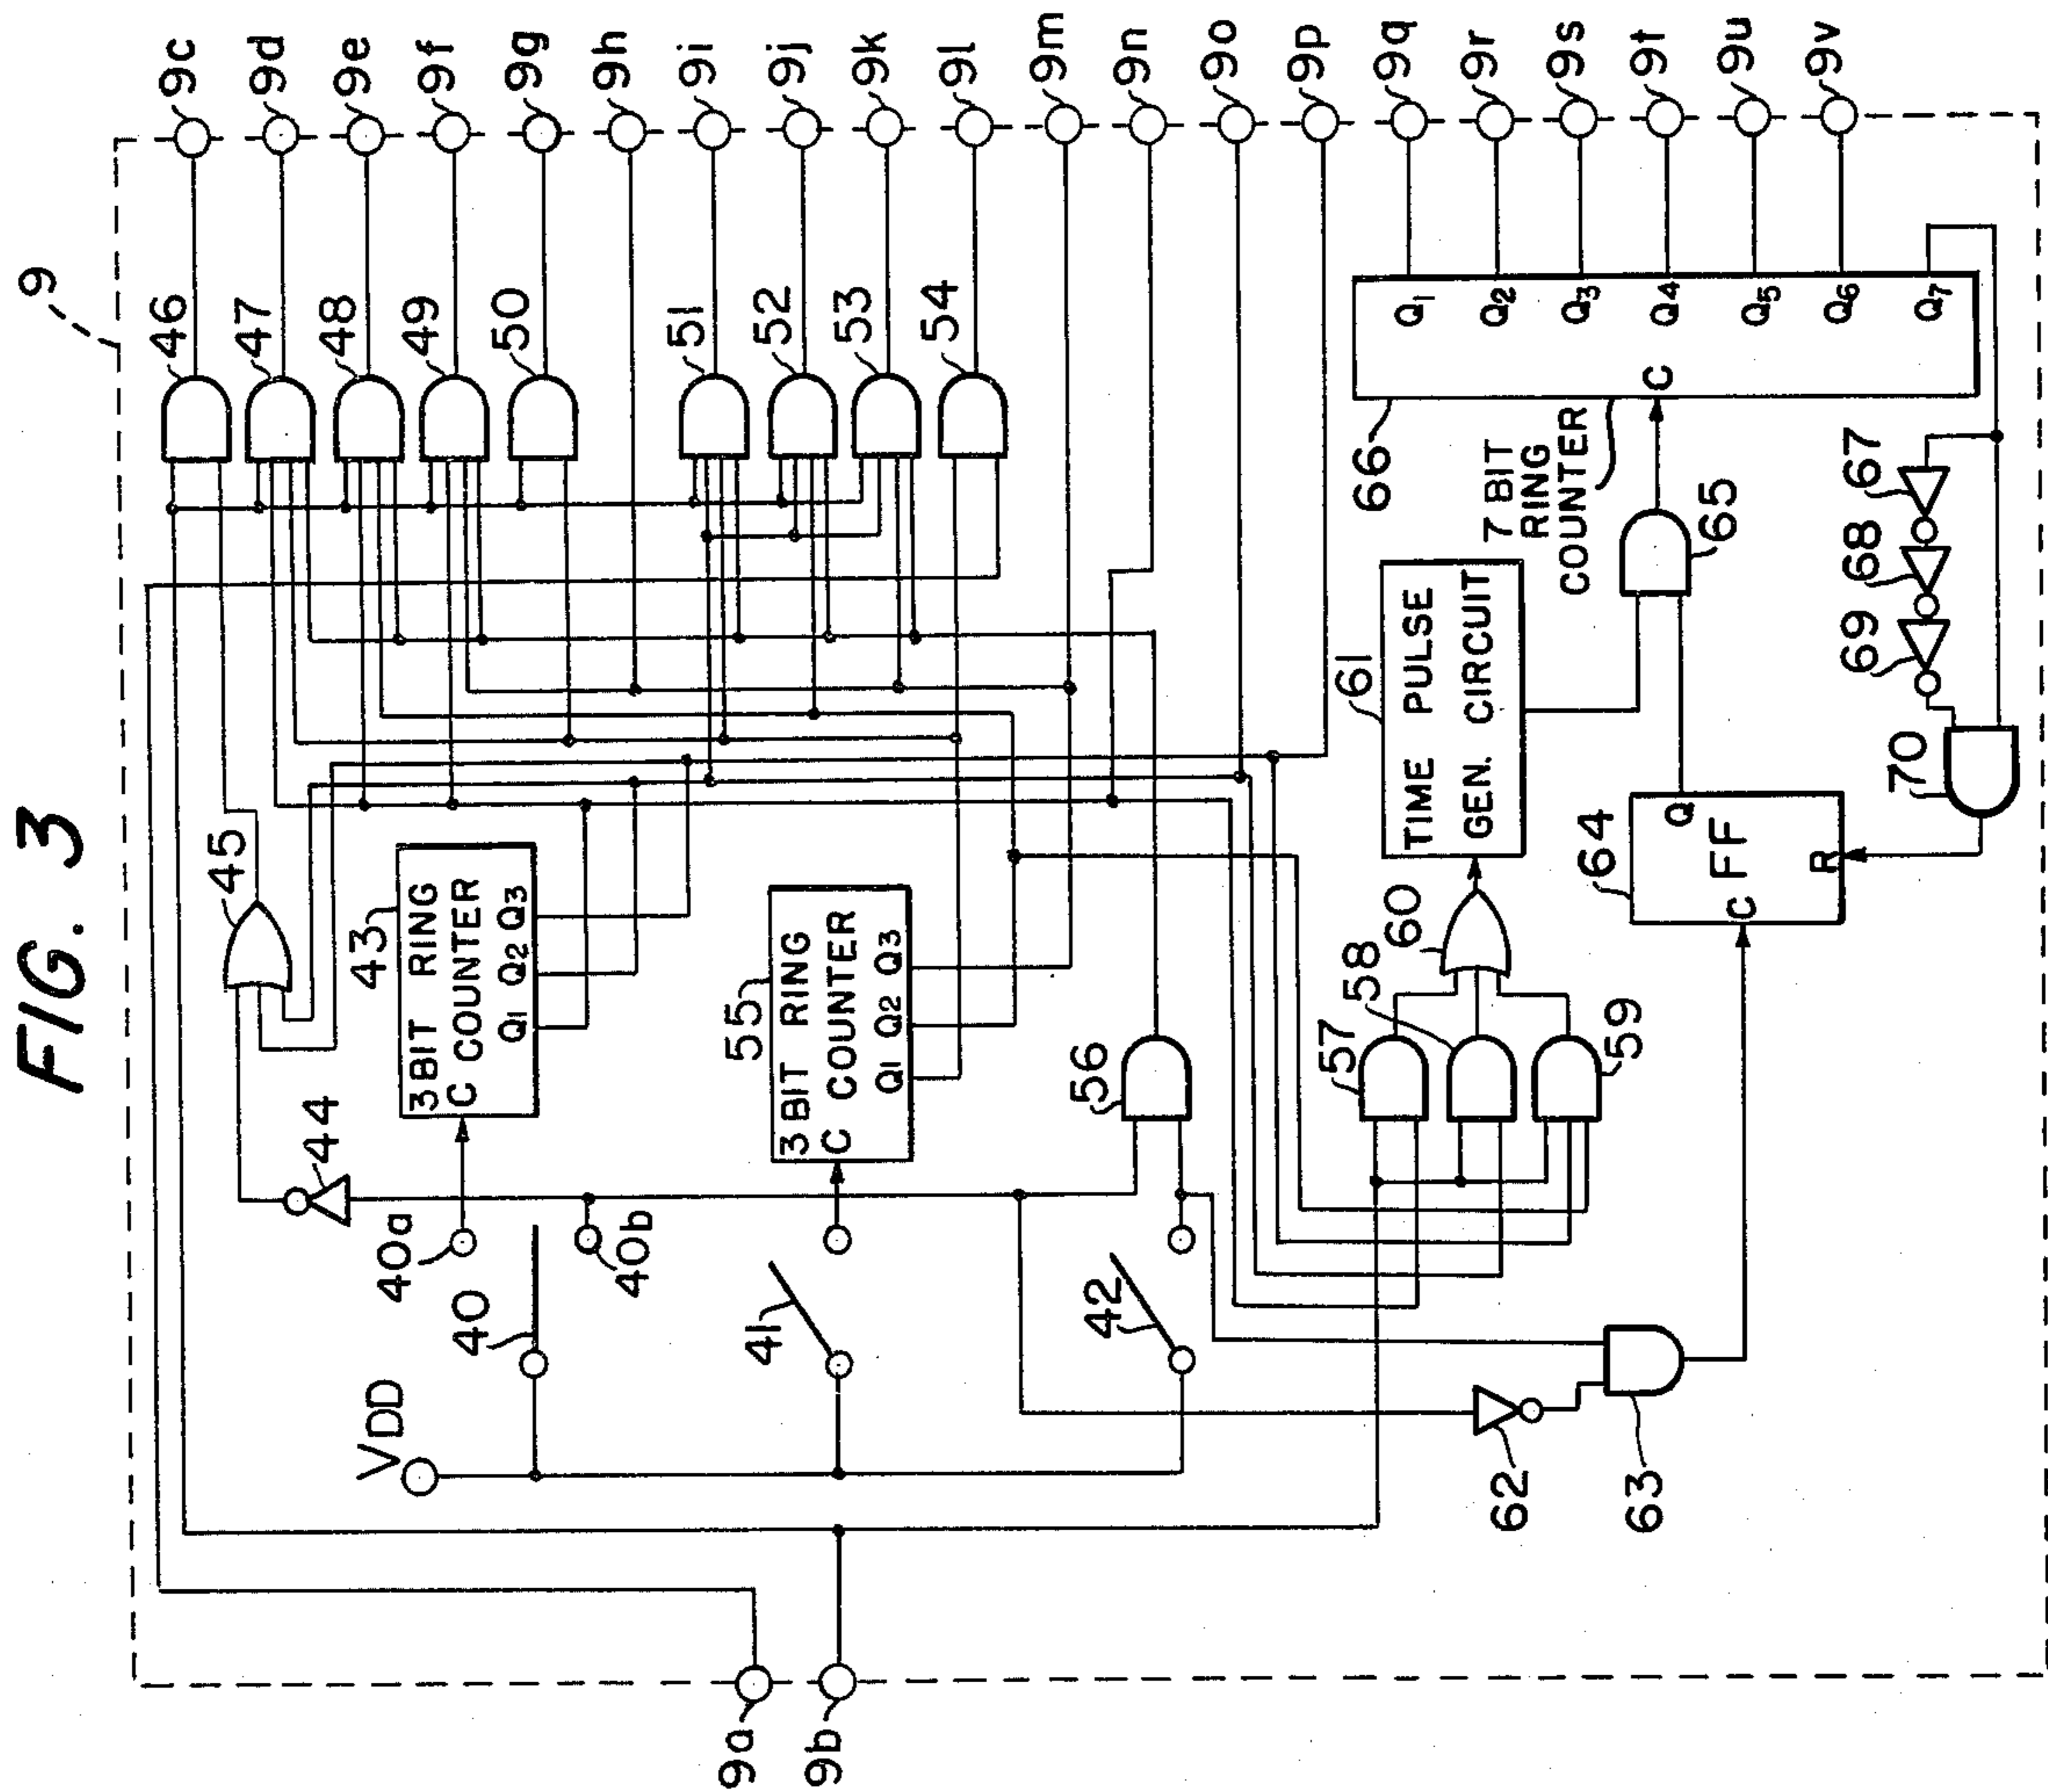 FIG. 3
9
9a
9b
9c
9d
9e
9f
9g
9h
9i
9j
9k
9l
9m
9n
9o
9p
9q
9r
9s
9t
9u
9v
46
47
48
49
50
51
52
53
54
45
44
43
3BIT RING
C COUNTER
Q1 Q2 Q3
40a
40
40b
VDD
41
42
55
3BIT RING
C COUNTER
Q1 Q2 Q3
56
57
58
59
60
61
TIME PULSE
GEN. CIRCUIT
62
63
64
FF
C
Q
R
65
66
7 BIT
RING
COUNTER
C
Q1
Q2
Q3
Q4
Q5
Q6
Q7
67
68
69
70